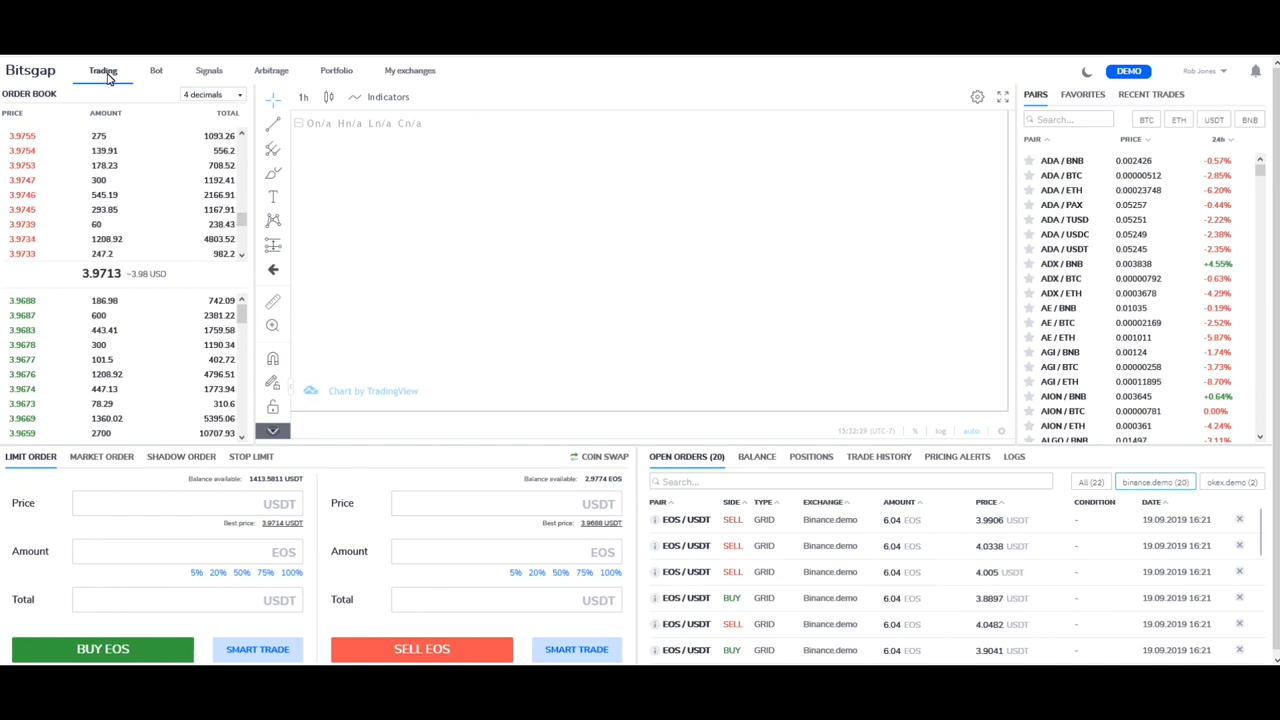 Bitsgap Trading Bot Signals Arbitrage Portfolio My exchanges DEMO Rob Jones
ORDER BOOK 4 decimals
PRICE AMOUNT TOTAL
3.9755 275 1093.26
3.9754 139.91 556.2
3.9753 178.23 708.52
3.9747 300 1192.41
3.9746 545.19 2166.91
3.9745 293.85 1167.91
3.9739 60 238.43
3.9734 1208.92 4803.52
3.9733 247.2 982.2
3.9713 ~3.98 USD
3.9688 186.98 742.09
3.9687 600 2381.22
3.9683 443.41 1759.58
3.9678 300 1190.34
3.9677 101.5 402.72
3.9676 1208.92 4796.51
3.9674 447.13 1773.94
3.9673 78.29 310.6
3.9669 1360.02 5395.06
3.9659 2700 10707.93
1h Indicators
On/a Hn/a Ln/a Cn/a
T
Chart by TradingView
15:32:29 (UTC-7) % log auto
PAIRS FAVORITES RECENT TRADES
Search... BTC ETH USDT BNB
PAIR PRICE 24h
ADA / BNB 0.002426 -0.57%
ADA / BTC 0.00000512 -2.85%
ADA / ETH 0.00023748 -6.20%
ADA / PAX 0.05257 -0.44%
ADA / TUSD 0.05251 -2.22%
ADA / USDC 0.05249 -2.38%
ADA / USDT 0.05245 -2.35%
ADX / BNB 0.003838 +4.55%
ADX / BTC 0.00000792 -0.63%
ADX / ETH 0.0003678 -4.29%
AE / BNB 0.01035 -0.19%
AE / BTC 0.00002169 -2.52%
AE / ETH 0.001011 -5.87%
AGI / BNB 0.00124 -1.74%
AGI / BTC 0.00000258 -3.73%
AGI / ETH 0.00011895 -8.70%
AION / BNB 0.003645 +0.64%
AION / BTC 0.00000781 0.00%
AION / ETH 0.000361 -4.24%
ALGO / BNB 0.01497 -3.11%
LIMIT ORDER MARKET ORDER SHADOW ORDER STOP LIMIT COIN SWAP
Balance available: 1413.5811 USDT
Price USDT
Best price: 3.9714 USDT
Amount EOS
5% 20% 50% 75% 100%
Total USDT
BUY EOS SMART TRADE
Balance available: 2.9774 EOS
Price USDT
Best price: 3.9688 USDT
Amount EOS
5% 20% 50% 75% 100%
Total USDT
SELL EOS SMART TRADE
OPEN ORDERS (20) BALANCE POSITIONS TRADE HISTORY PRICING ALERTS LOGS
Search... All (22) binance.demo (20) okex.demo (2)
PAIR SIDE TYPE EXCHANGE AMOUNT PRICE CONDITION DATE
EOS / USDT SELL GRID Binance.demo 6.04 EOS 3.9906 USDT - 19.09.2019 16:21
EOS / USDT SELL GRID Binance.demo 6.04 EOS 4.0338 USDT - 19.09.2019 16:21
EOS / USDT SELL GRID Binance.demo 6.04 EOS 4.005 USDT - 19.09.2019 16:21
EOS / USDT BUY GRID Binance.demo 6.04 EOS 3.8897 USDT - 19.09.2019 16:21
EOS / USDT SELL GRID Binance.demo 6.04 EOS 4.0482 USDT - 19.09.2019 16:21
EOS / USDT BUY GRID Binance.demo 6.04 EOS 3.9041 USDT - 19.09.2019 16:21